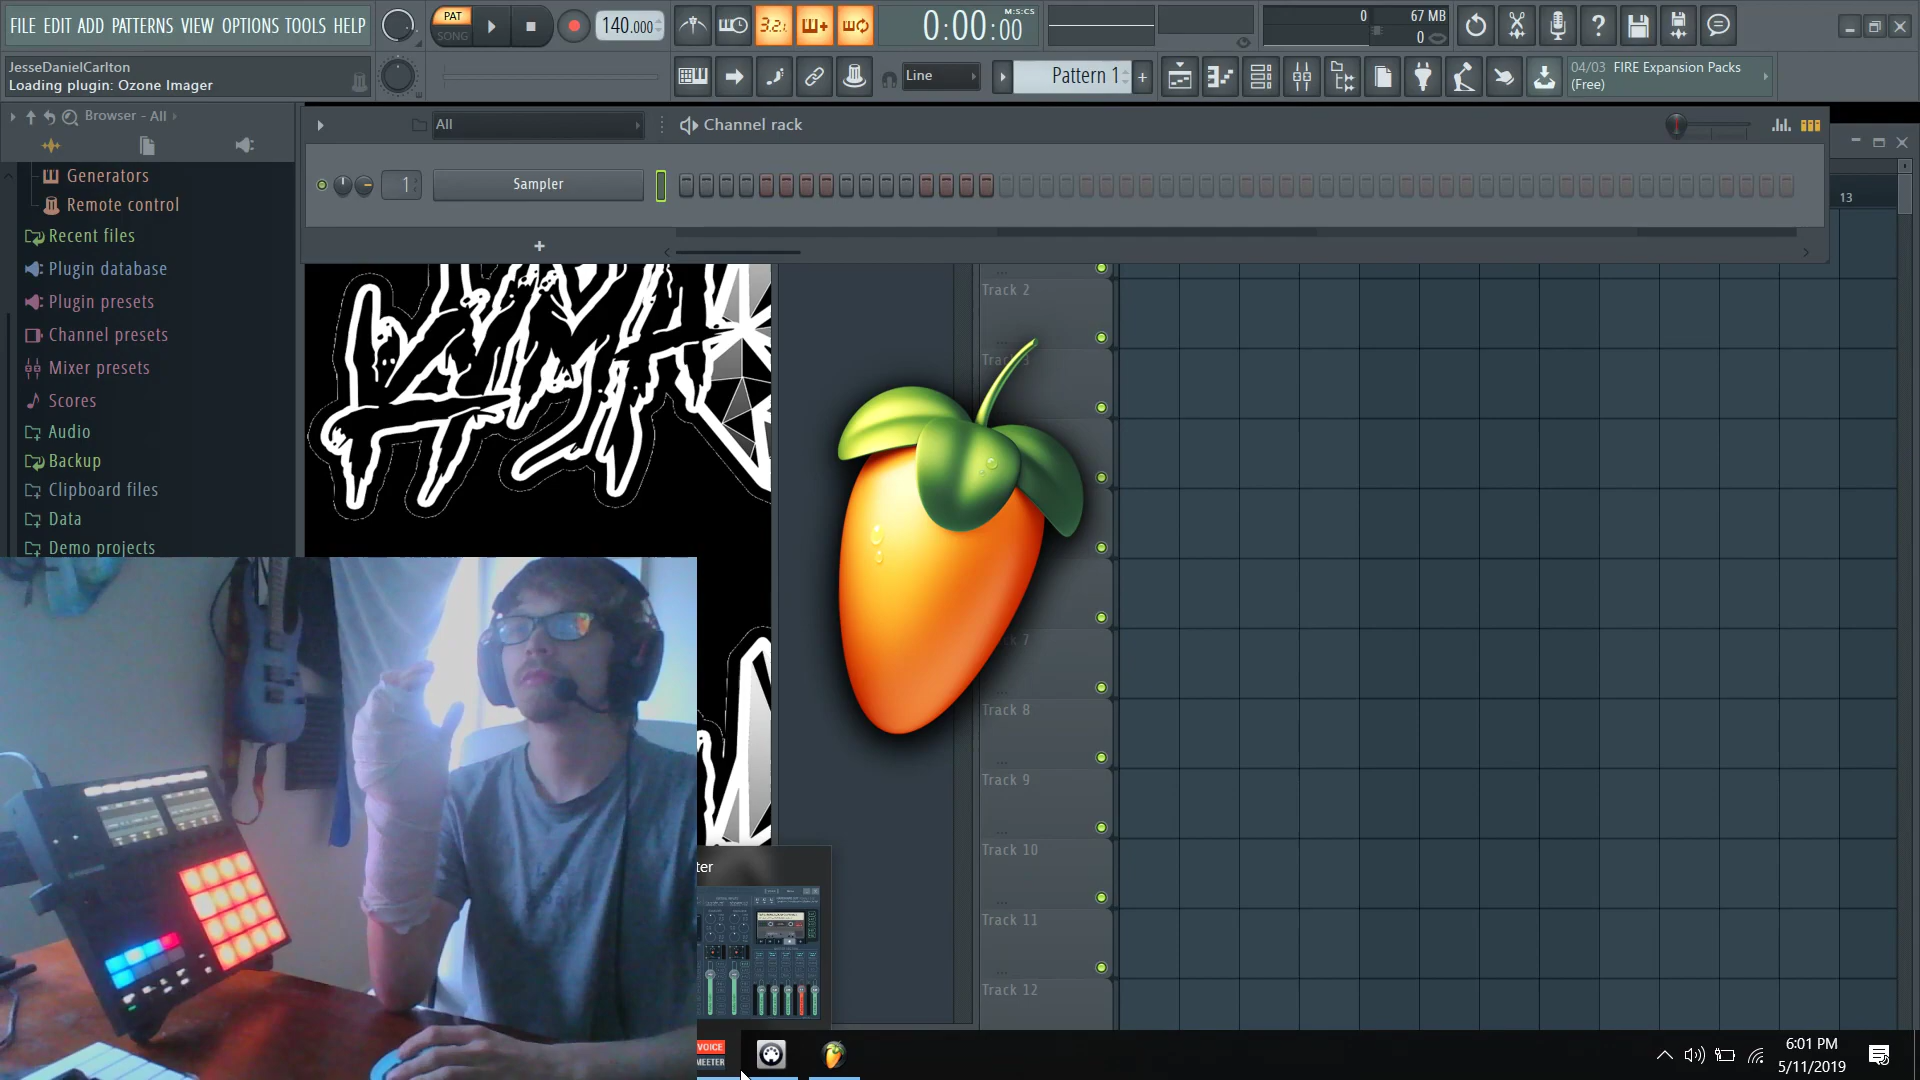 FILE EDIT ADD PATTERNS VIEW OPTIONS TOOLS HELP
PAT
SONG
140.000
3.2.1
0:00:00
M:S:CS
0
67 MB
0
JesseDanielCarlton
Loading plugin: Ozone Imager
Line
Pattern 1
04/03 FIRE Expansion Packs
(Free)
Browser - All
All
Channel rack
Generators
Remote control
Recent files
Plugin database
Plugin presets
Channel presets
Mixer presets
Scores
Audio
Backup
Clipboard files
Data
Demo projects
1
Sampler
13
Track 2
Track 3
7
Track 8
Track 9
Track 10
Track 11
Track 12
ter
VOICE
MEETER
6:01 PM
5/11/2019